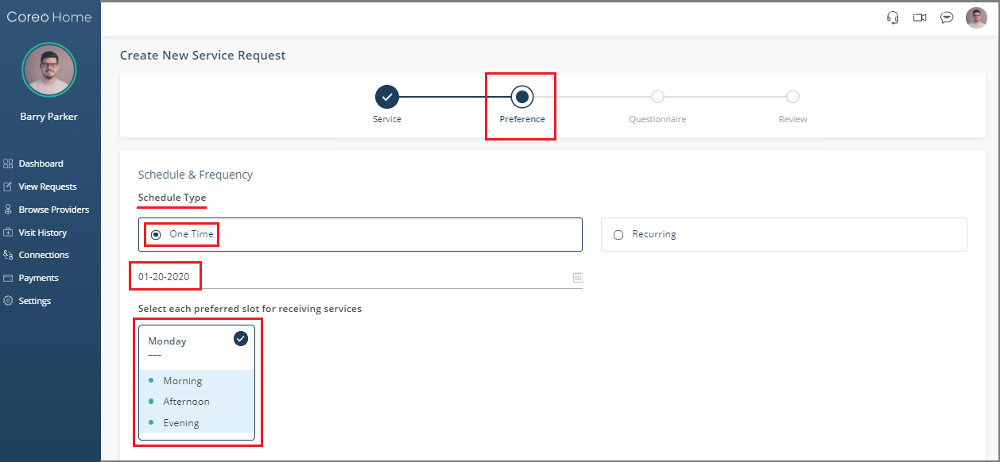 Coreo Home
Barry Parker
Dashboard
View Requests
Browse Providers
Visit History
Connections
Payments
Settings
Create New Service Request
Service
Preference
Questionnaire
Review
Schedule & Frequency
Schedule Type
One Time
Recurring
01-20-2020
Select each preferred slot for receiving services
Monday
Morning
Afternoon
Evening